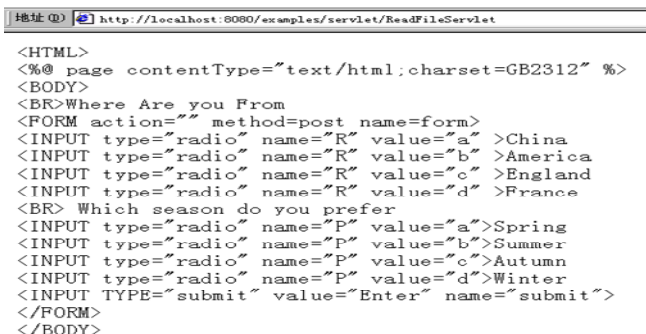 地址(D) http://localhost:8080/examples/servlet/ReadFileServlet
<HTML>
<%@ page contentType="text/html;charset=GB2312" %>
<BODY>
<BR>Where Are you From
<FORM action="" method=post name=form>
<INPUT type="radio" name="R" value="a" >China
<INPUT type="radio" name="R" value="b" >America
<INPUT type="radio" name="R" value="c" >England
<INPUT type="radio" name="R" value="d" >France
<BR> Which season do you prefer
<INPUT type="radio" name="P" value="a">Spring
<INPUT type="radio" name="P" value="b">Summer
<INPUT type="radio" name="P" value="c">Autumn
<INPUT type="radio" name="P" value="d">Winter
<INPUT TYPE="submit" value="Enter" name="submit">
</FORM>
</BODY>